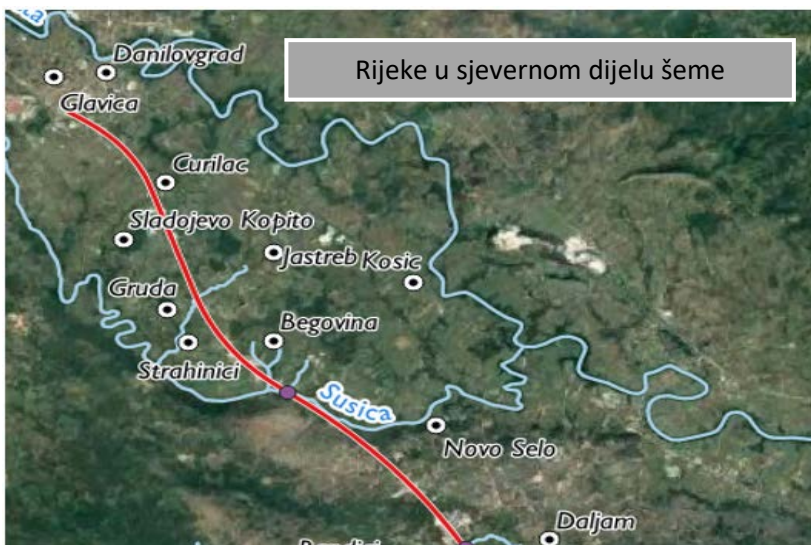 Rijeke u sjevernom dijelu šeme
Danilovgrad
Glavica
Curilac
Sladojevo Kopito
Jastreb
Kosic
Gruda
Begovina
Strahinici
Susica
Novo Selo
Daljam